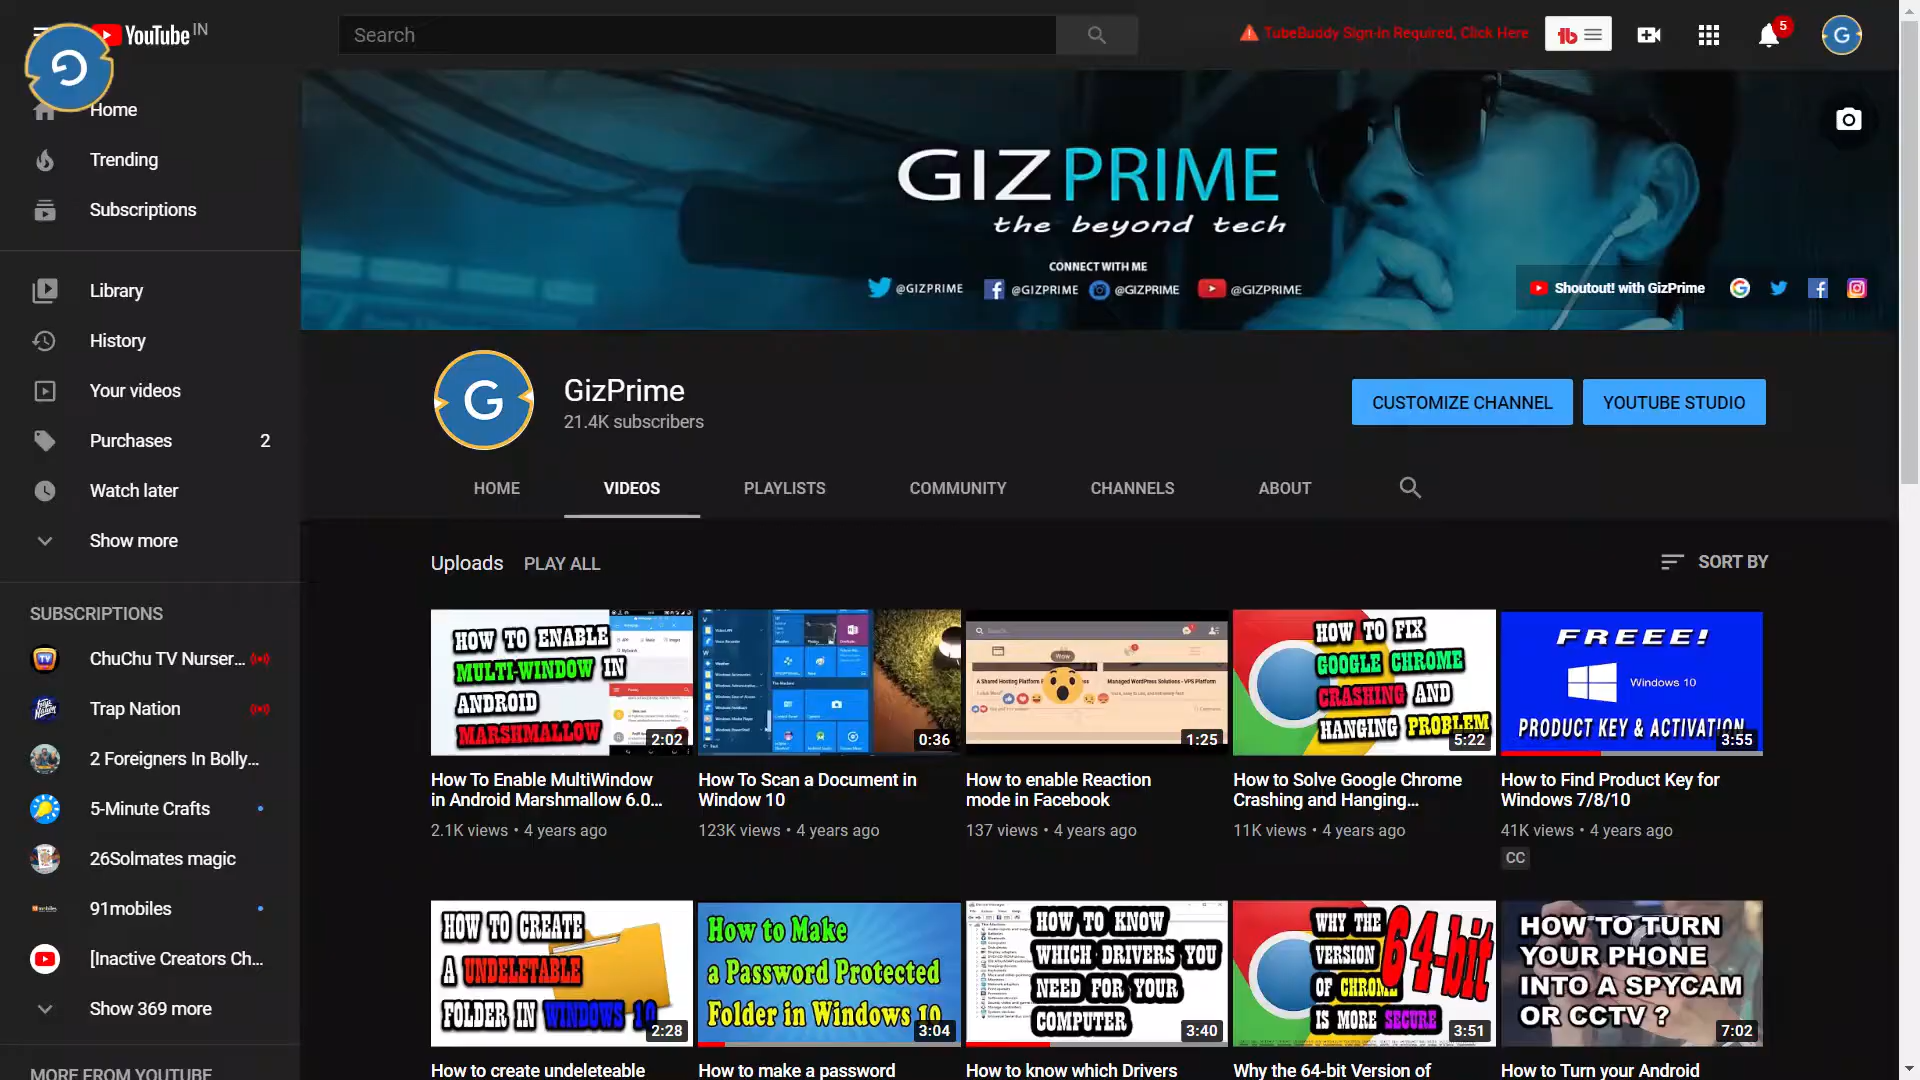 YouTube IN
Search
TubeBuddy Sign-in Required, Click Here
tb
5
G
Home
Trending
Subscriptions
Library
History
Your videos
Purchases 2
Watch later
Show more
SUBSCRIPTIONS
ChuChu TV Nurser...
Trap Nation
2 Foreigners In Bolly...
5-Minute Crafts
26Solmates magic
91mobiles
[Inactive Creators Ch...
Show 369 more
MORE FROM YOUTUBE
GIZPRIME
the beyond tech
CONNECT WITH ME
@GIZPRIME @GIZPRIME @GIZPRIME @GIZPRIME
Shoutout! with GizPrime
G
GizPrime
21.4K subscribers
CUSTOMIZE CHANNEL YOUTUBE STUDIO
HOME VIDEOS PLAYLISTS COMMUNITY CHANNELS ABOUT
Uploads PLAY ALL
SORT BY
HOW TO ENABLE
MULTI-WINDOW IN
ANDROID
MARSHMALLOW
2:02
How To Enable MultiWindow
in Android Marshmallow 6.0...
2.1K views • 4 years ago
0:36
How To Scan a Document in
Window 10
123K views • 4 years ago
Wow
A Shared Hosting Platform
Managed WordPress Solutions - VPS Platform
1:25
How to enable Reaction
mode in Facebook
137 views • 4 years ago
HOW TO FIX
GOOGLE CHROME
CRASHING AND
HANGING PROBLEM
5:22
How to Solve Google Chrome
Crashing and Hanging...
11K views • 4 years ago
FREEE!
Windows 10
PRODUCT KEY & ACTIVATION
3:55
How to Find Product Key for
Windows 7/8/10
41K views • 4 years ago
CC
HOW TO CREATE
A UNDELETABLE
FOLDER IN WINDOWS 10
2:28
How to create undeleteable
How to Make
a Password Protected
Folder in Windows 10
3:04
How to make a password
HOW TO KNOW
WHICH DRIVERS YOU
NEED FOR YOUR
COMPUTER
3:40
How to know which Drivers
WHY THE
VERSION
OF CHROME
IS MORE SECURE
64-bit
3:51
Why the 64-bit Version of
HOW TO TURN
YOUR PHONE
INTO A SPYCAM
OR CCTV ?
7:02
How to Turn your Android